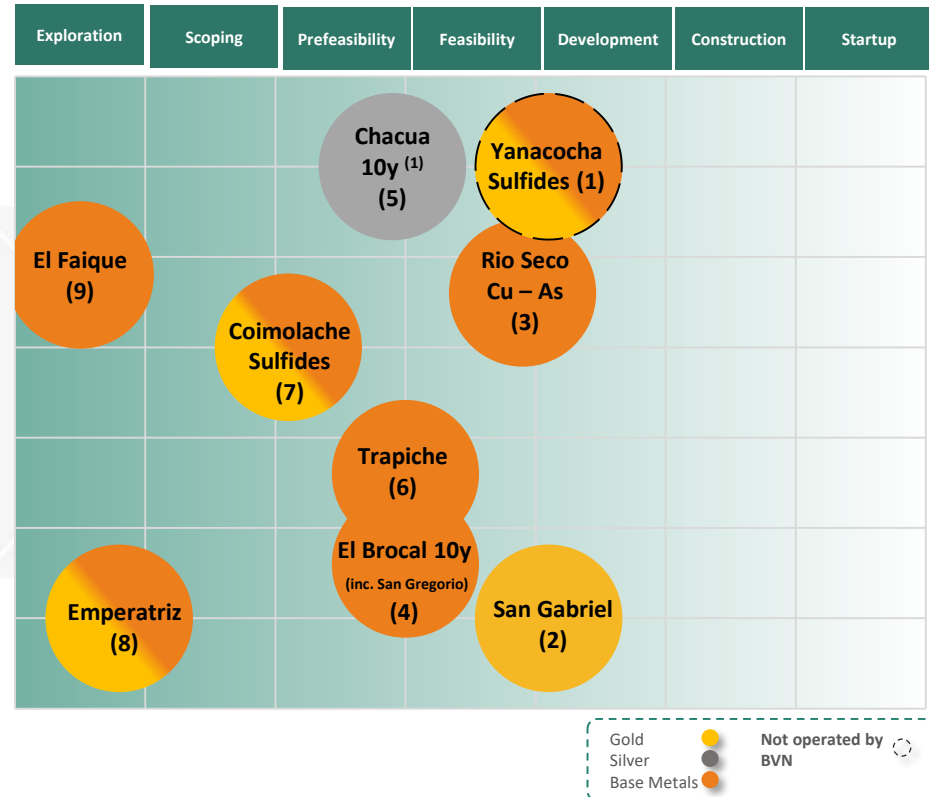 Exploration
Scoping
Prefeasibility
Feasibility
Development
Construction
Startup
Chacua
10y (1)
(5)
Yanacocha
Sulfides (1)
El Faique
(9)
Rio Seco
Cu – As
(3)
Coimolache
Sulfides
(7)
Trapiche
(6)
El Brocal 10y
(inc. San Gregorio)
(4)
Emperatriz
(8)
San Gabriel
(2)
Gold
Silver
Base Metals
Not operated by
BVN